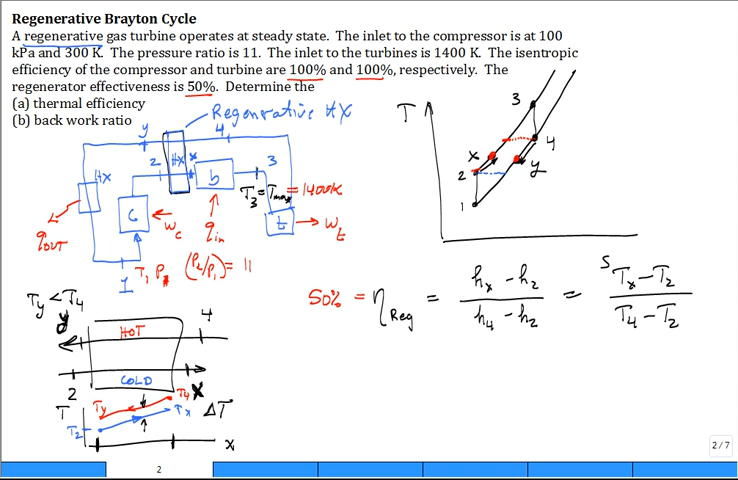 Regenerative Brayton Cycle
A regenerative gas turbine operates at steady state. The inlet to the compressor is at 100
kPa and 300 K. The pressure ratio is 11. The inlet to the turbines is 1400 K. The isentropic
efficiency of the compressor and turbine are 100% and 100%, respectively. The
regenerator effectiveness is 50%. Determine the
(a) thermal efficiency
(b) back work ratio
Regenerative HX
y
4
HX
2
HX
x
b
3
T₃ = Tmax = 1400K
qout
C
Wc
qin
t
Wt
1
T₁ P₁
(P₂/P₁) = 11
T
3
x
4
2
y
1
S
50% = ηReg = (hx − h₂)/(h₄ − h₂) = (Tx − T₂)/(T₄ − T₂)
Ty < T₄
y
4
HOT
COLD
2
x
T
Ty
T₄
T₂
Tx
ΔT
x
2 / 7
2